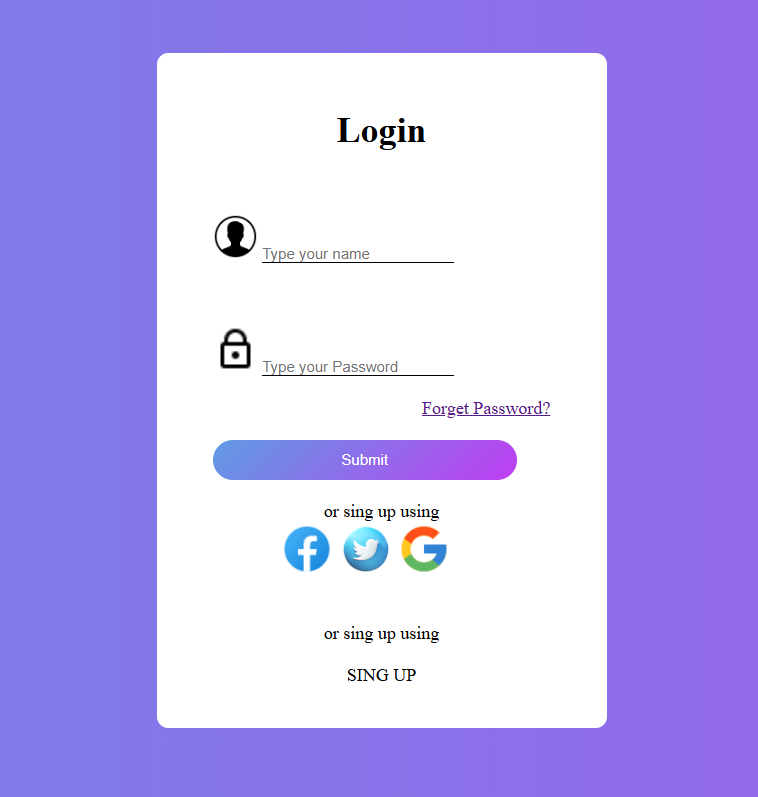 Login
Type your name
Type your Password
Forget Password?
Submit
or sing up using
or sing up using
SING UP